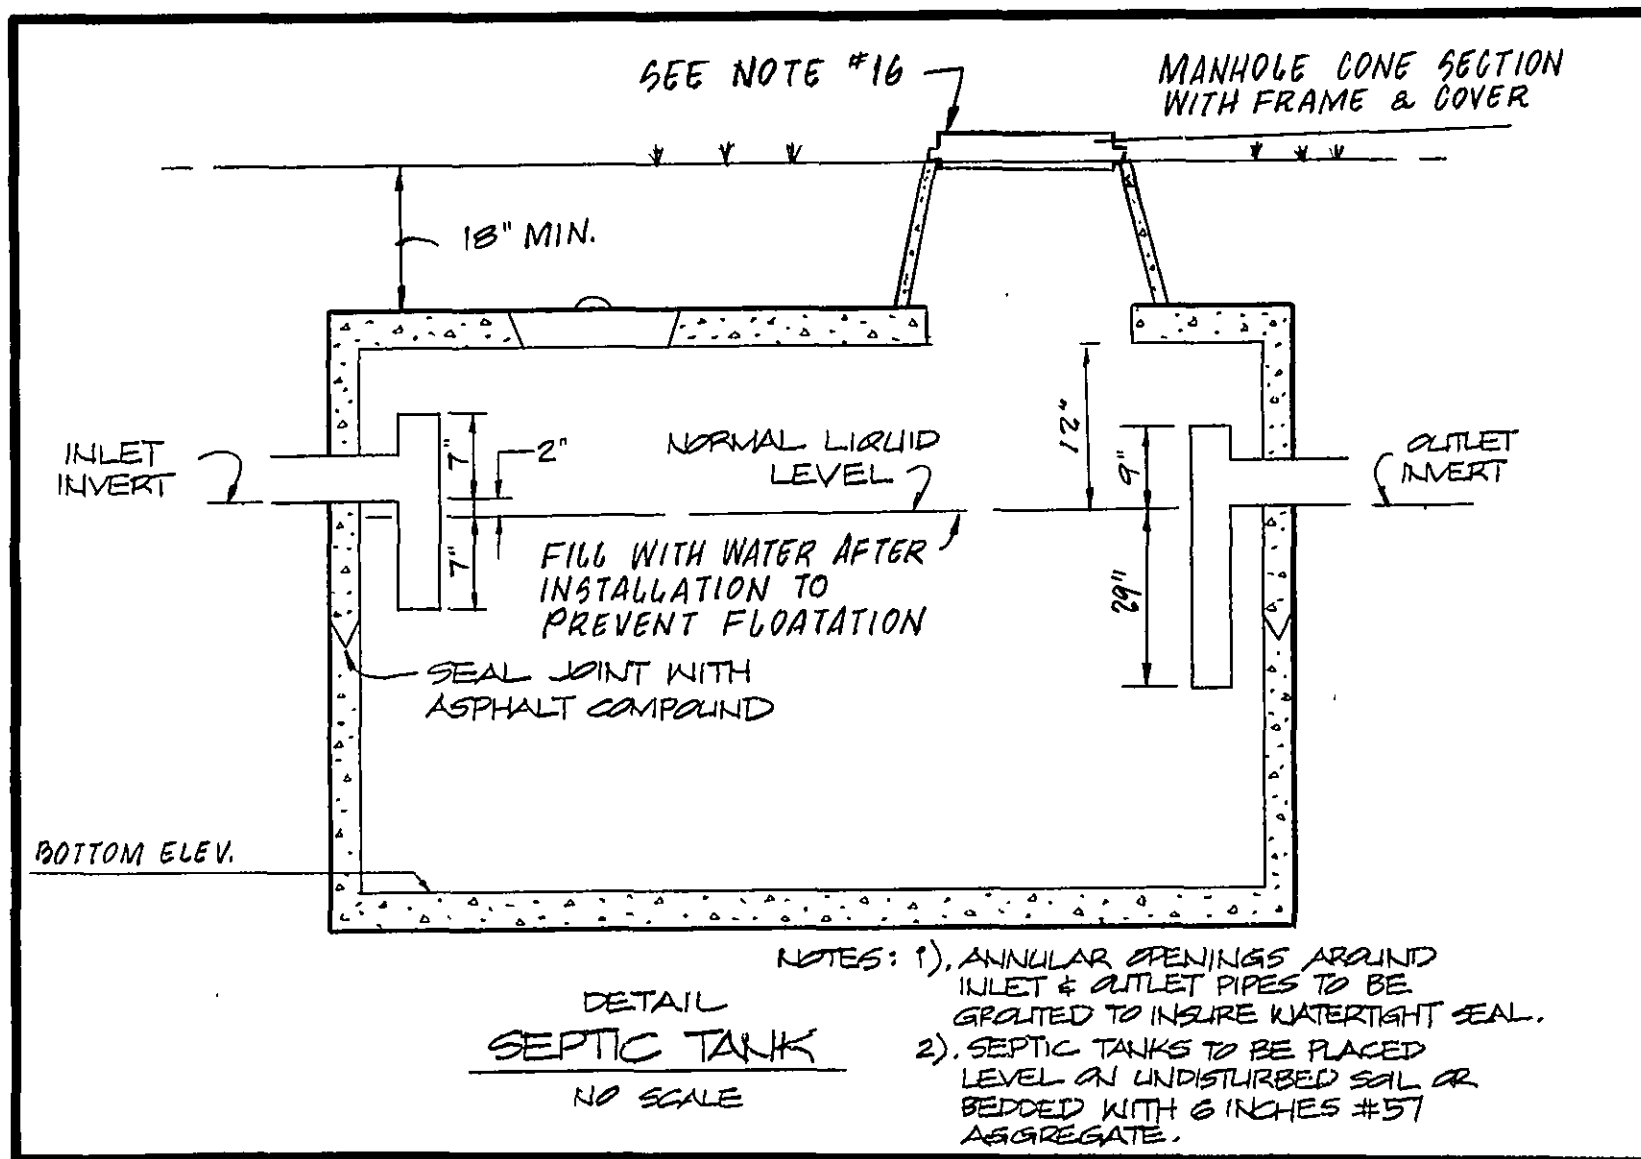 SEE NOTE #16
MANHOLE CONE SECTION
WITH FRAME & COVER
18" MIN.
INLET
INVERT
7"
2"
7"
NORMAL LIQUID
LEVEL
12"
9"
29"
OUTLET
INVERT
FILL WITH WATER AFTER
INSTALLATION TO
PREVENT FLOATATION
SEAL JOINT WITH
ASPHALT COMPOUND
BOTTOM ELEV.
DETAIL
SEPTIC TANK
NO SCALE
NOTES: 1). ANNULAR OPENINGS AROUND
INLET & OUTLET PIPES TO BE
GROUTED TO INSURE WATERTIGHT SEAL.
2). SEPTIC TANKS TO BE PLACED
LEVEL ON UNDISTURBED SOIL OR
BEDDED WITH 6 INCHES #57
AGGREGATE.